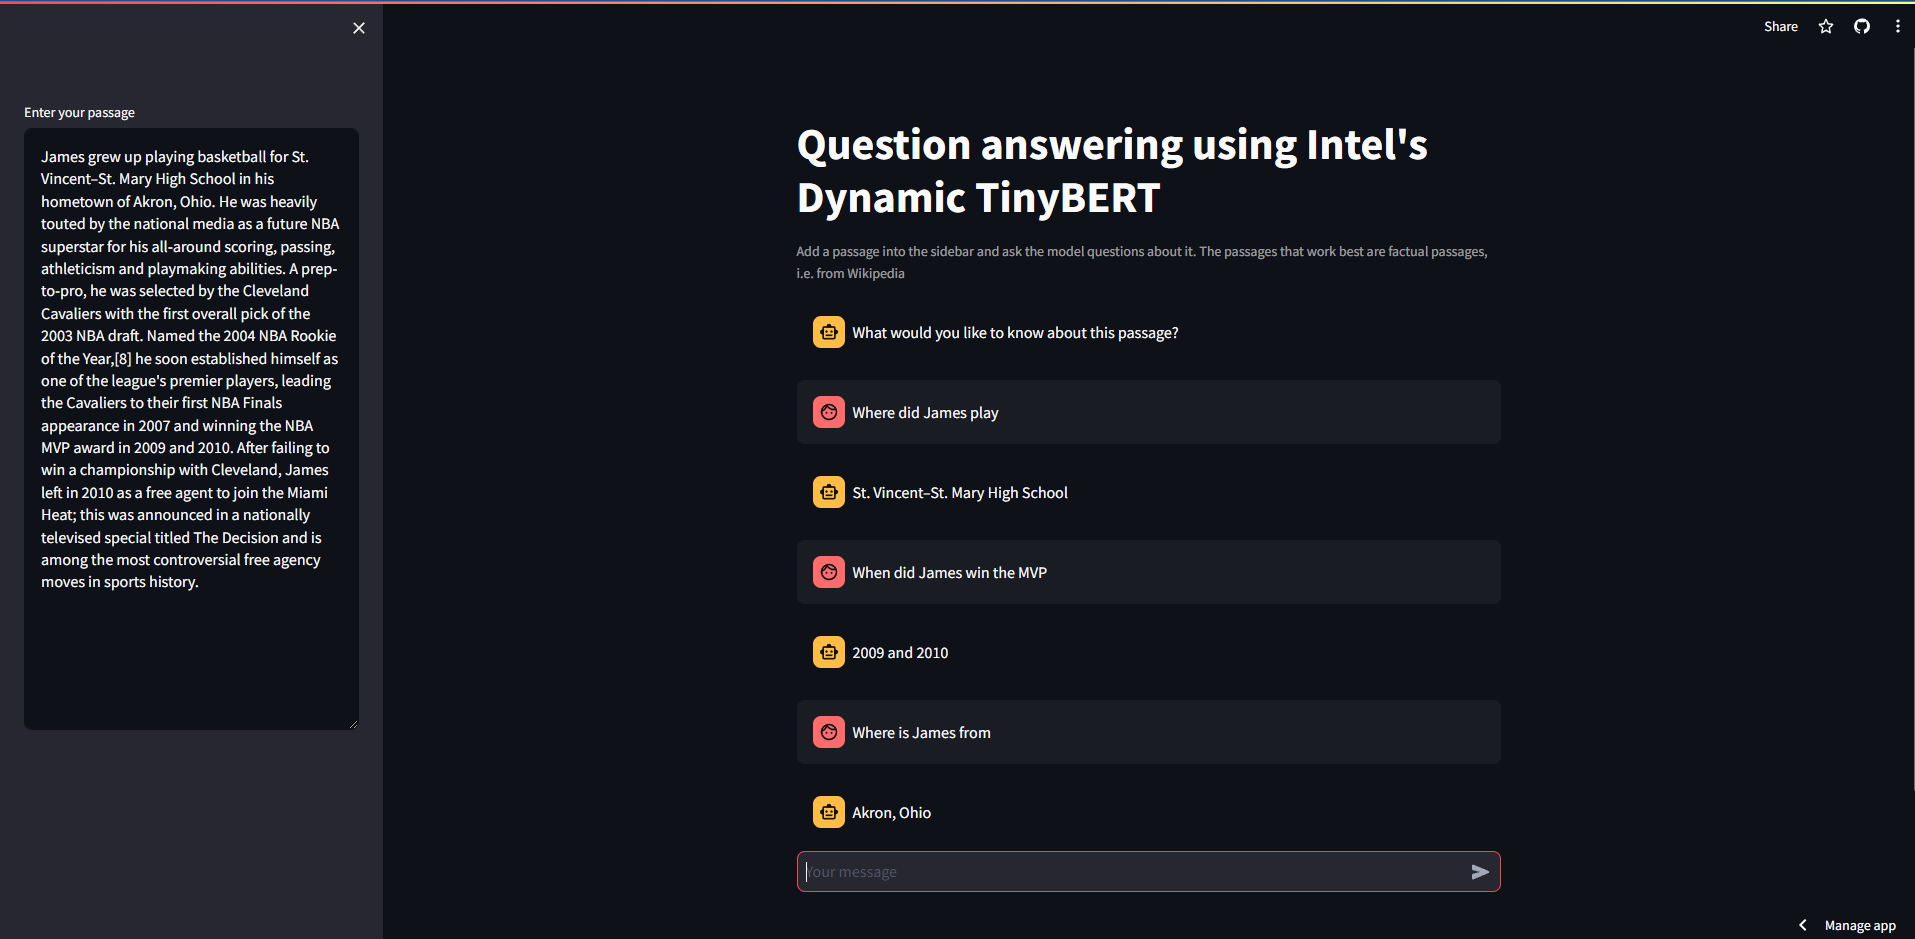 Share
Enter your passage
James grew up playing basketball for St.
Vincent–St. Mary High School in his
hometown of Akron, Ohio. He was heavily
touted by the national media as a future NBA
superstar for his all-around scoring, passing,
athleticism and playmaking abilities. A prep-
to-pro, he was selected by the Cleveland
Cavaliers with the first overall pick of the
2003 NBA draft. Named the 2004 NBA Rookie
of the Year,[8] he soon established himself as
one of the league's premier players, leading
the Cavaliers to their first NBA Finals
appearance in 2007 and winning the NBA
MVP award in 2009 and 2010. After failing to
win a championship with Cleveland, James
left in 2010 as a free agent to join the Miami
Heat; this was announced in a nationally
televised special titled The Decision and is
among the most controversial free agency
moves in sports history.
Question answering using Intel's
Dynamic TinyBERT
Add a passage into the sidebar and ask the model questions about it. The passages that work best are factual passages,
i.e. from Wikipedia
What would you like to know about this passage?
Where did James play
St. Vincent–St. Mary High School
When did James win the MVP
2009 and 2010
Where is James from
Akron, Ohio
Your message
Manage app